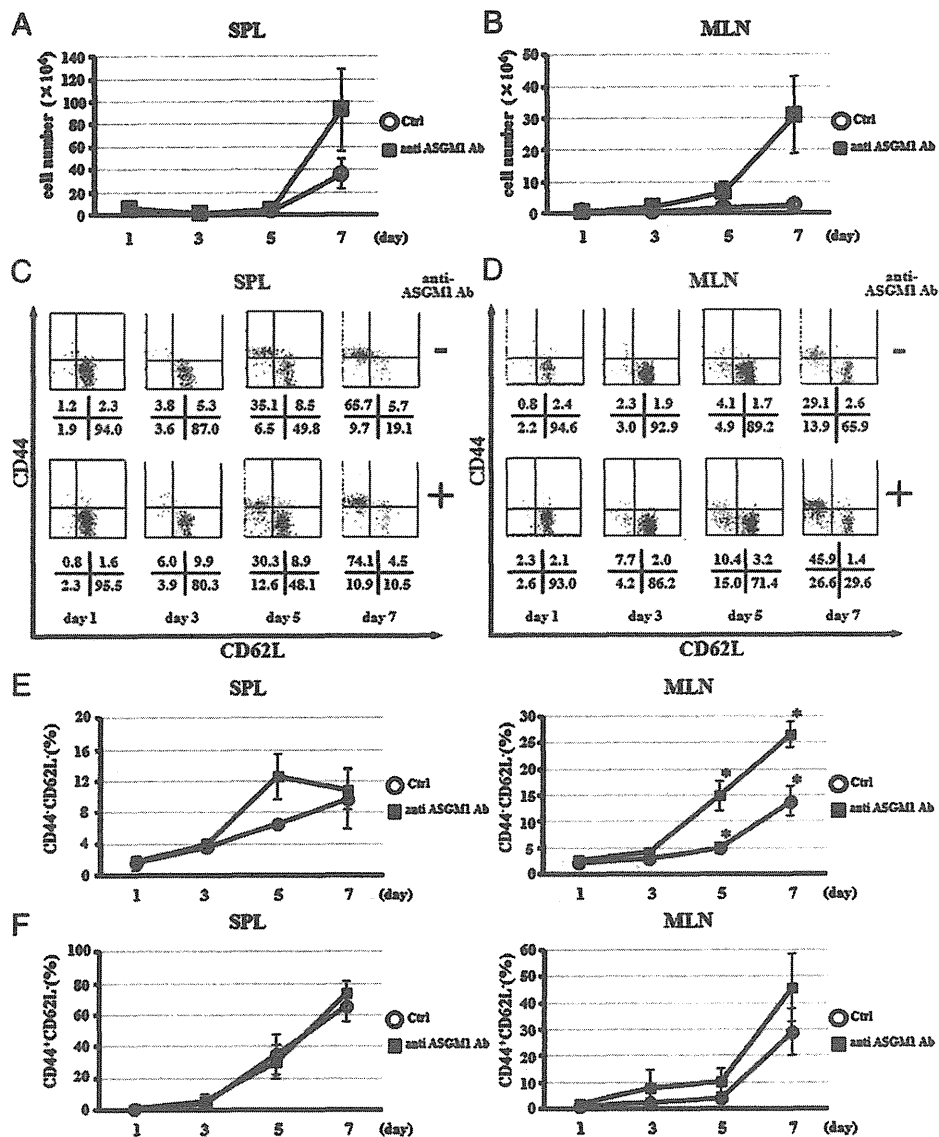 A
SPL
cell number (×10⁶)
140
120
100
80
60
40
20
0
1 3 5 7 (day)
Ctrl
anti ASGM1 Ab
B
MLN
cell number (×10⁶)
50
40
30
20
10
0
1 3 5 7 (day)
Ctrl
anti ASGM1 Ab
C
SPL
anti-
ASGM1 Ab
-
CD44
1.2 2.3 3.8 5.3 35.1 8.5 65.7 5.7
1.9 94.0 3.6 87.0 6.5 49.8 9.7 19.1
+
0.8 1.6 6.0 9.9 30.3 8.9 74.1 4.5
2.3 95.5 3.9 80.3 12.6 48.1 10.9 10.5
day 1 day 3 day 5 day 7
CD62L
D
MLN
anti-
ASGM1 Ab
-
CD44
0.8 2.4 2.3 1.9 4.1 1.7 29.1 2.6
2.2 94.6 3.0 92.9 4.9 89.2 13.9 65.9
+
2.3 2.1 7.7 2.0 10.4 3.2 45.9 1.4
2.6 93.0 4.2 86.2 15.0 71.4 26.6 29.6
day 1 day 3 day 5 day 7
CD62L
E
SPL
CD44⁻CD62L⁻(%)
20
16
12
8
4
0
1 3 5 7 (day)
Ctrl
anti ASGM1 Ab
MLN
CD44⁻CD62L⁻(%)
30
25
20
15
10
5
0
* *
* *
1 3 5 7 (day)
Ctrl
anti ASGM1 Ab
F
SPL
CD44⁺CD62L⁻(%)
100
80
60
40
20
0
1 3 5 7 (day)
Ctrl
anti ASGM1 Ab
MLN
CD44⁺CD62L⁻(%)
60
50
40
30
20
10
0
1 3 5 7 (day)
Ctrl
anti ASGM1 Ab